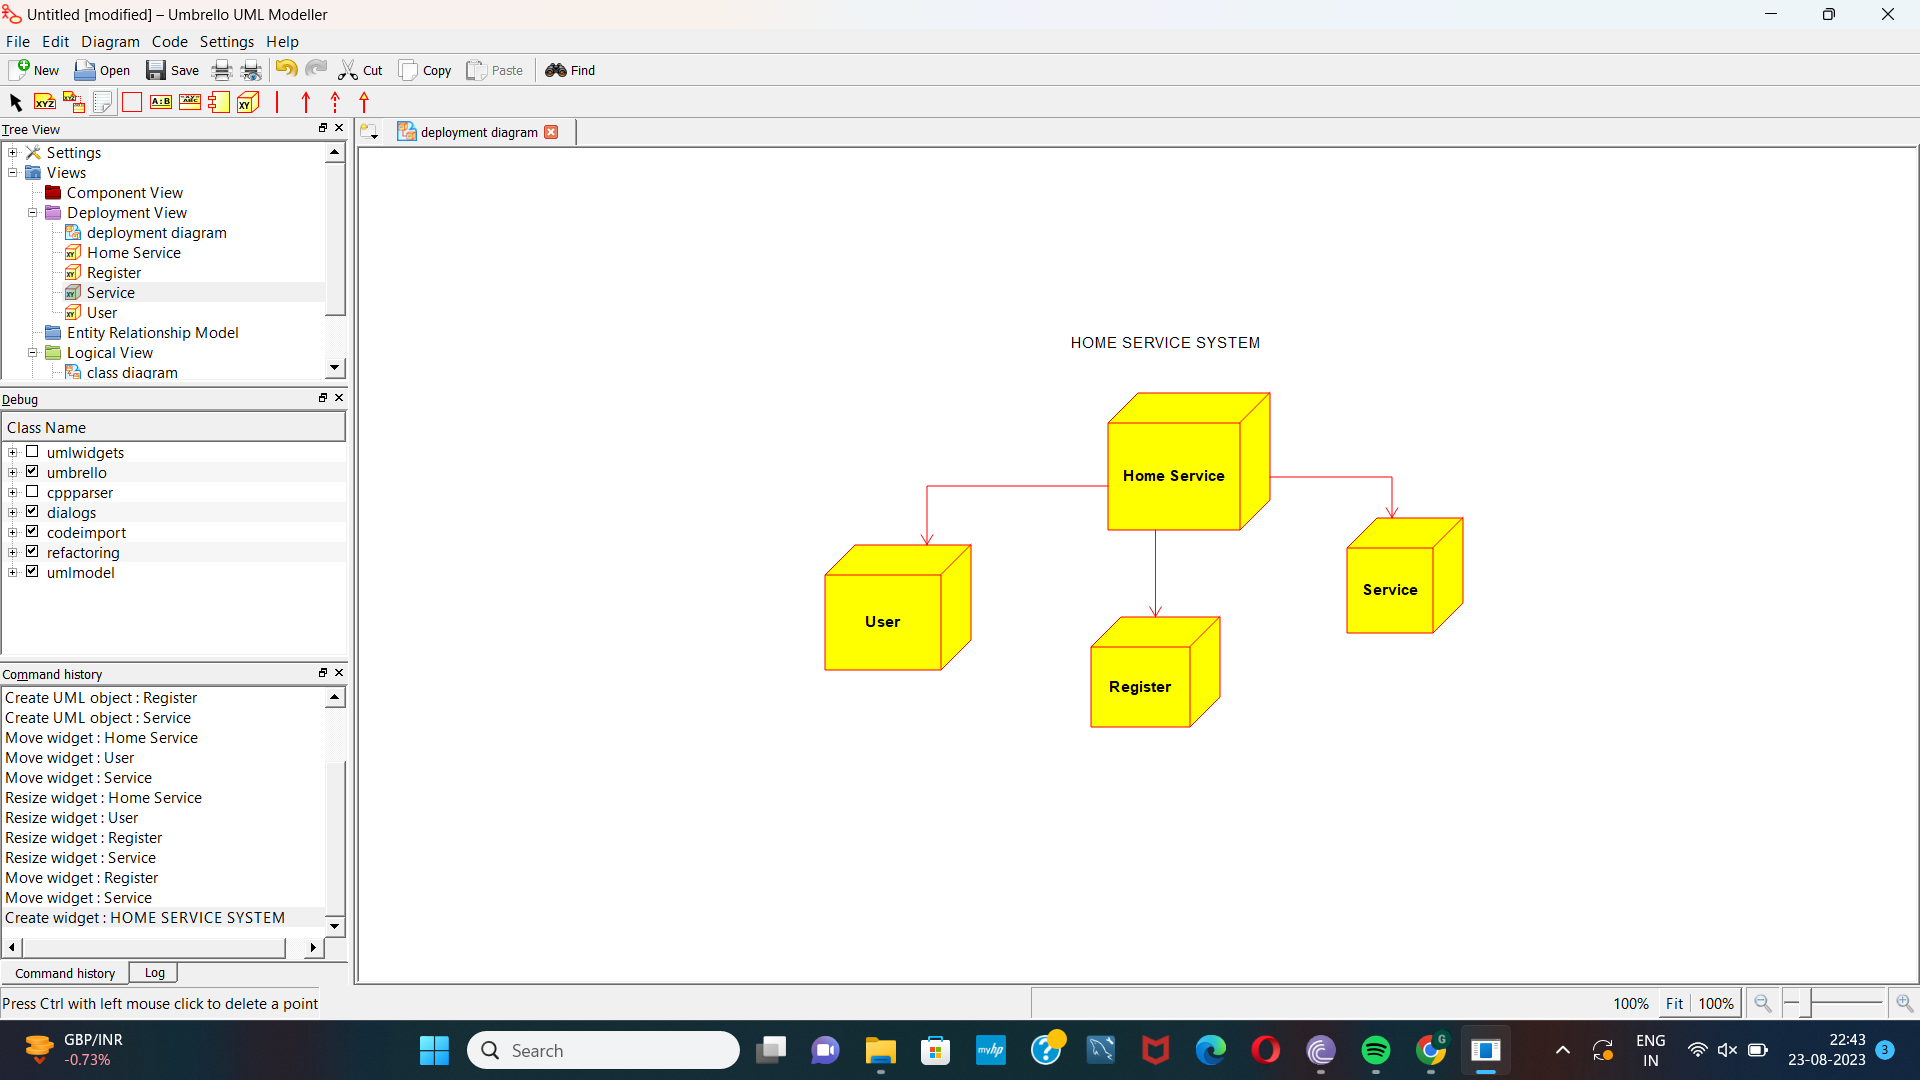 Untitled [modified] – Umbrello UML Modeller
File Edit Diagram Code Settings Help
New Open Save Cut Copy Paste Find
XYZ XYZ A:B ABC XY
Tree View
deployment diagram
Settings
Views
Component View
Deployment View
deployment diagram
Home Service
Register
Service
User
Entity Relationship Model
Logical View
class diagram
Debug
Class Name
umlwidgets
umbrello
cppparser
dialogs
codeimport
refactoring
umlmodel
Command history
Create UML object : Register
Create UML object : Service
Move widget : Home Service
Move widget : User
Move widget : Service
Resize widget : Home Service
Resize widget : User
Resize widget : Register
Resize widget : Service
Move widget : Register
Move widget : Service
Create widget : HOME SERVICE SYSTEM
Command history Log
HOME SERVICE SYSTEM
Home Service
User
Register
Service
Press Ctrl with left mouse click to delete a point
100% Fit 100%
GBP/INR
-0.73%
Search
myhp
G
ENG
IN
22:43
23-08-2023
3